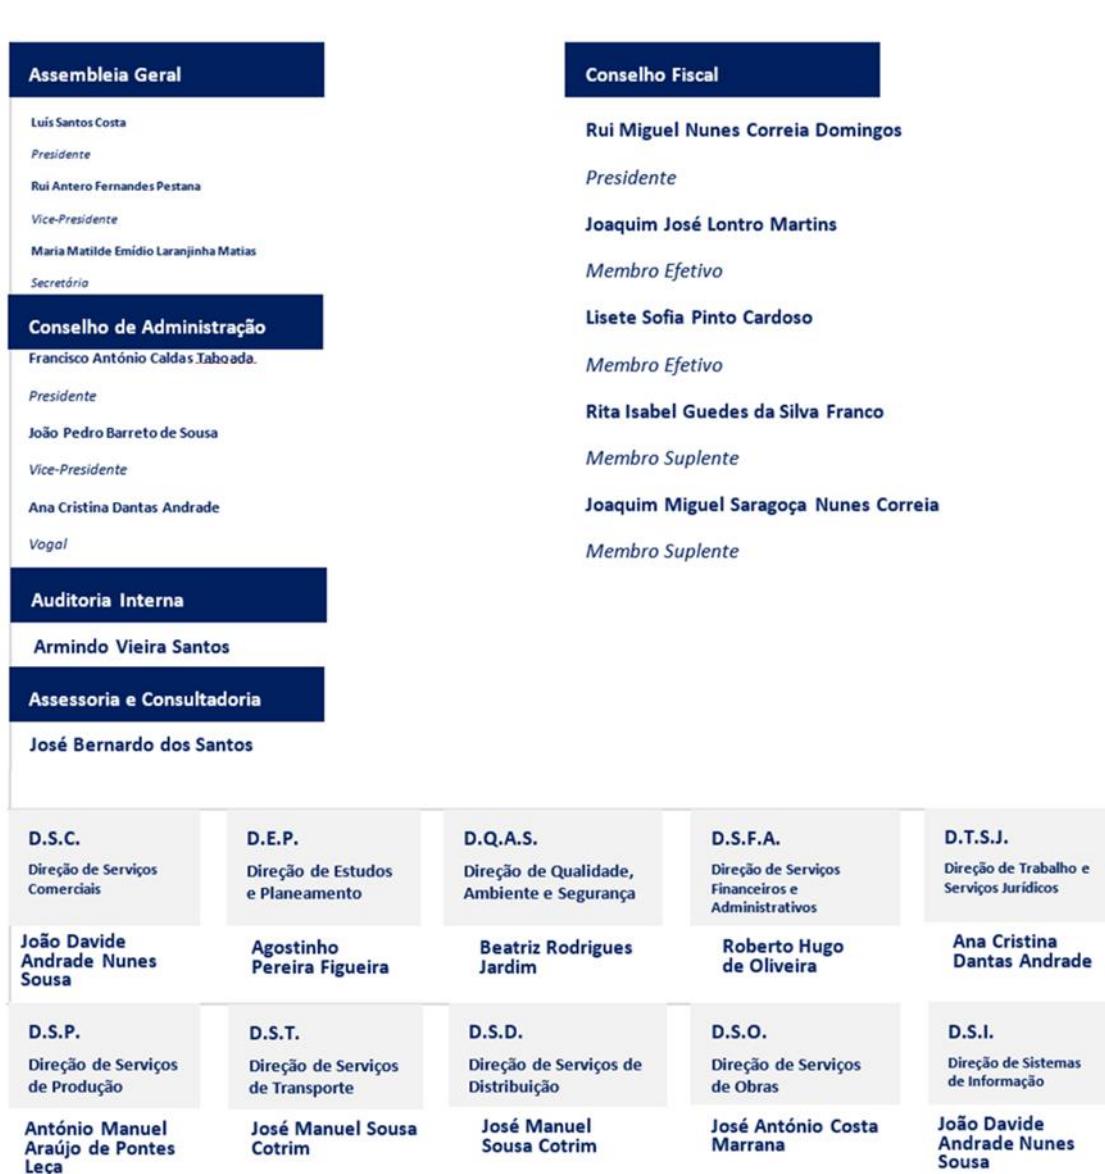 Assembleia Geral
Luís Santos Costa
Presidente
Rui Antero Fernandes Pestana
Vice-Presidente
Maria Matilde Emídio Laranjinha Matias
Secretária
Conselho de Administração
Francisco António Caldas Taboada
Presidente
João Pedro Barreto de Sousa
Vice-Presidente
Ana Cristina Dantas Andrade
Vogal
Auditoria Interna
Armindo Vieira Santos
Assessoria e Consultadoria
José Bernardo dos Santos
Conselho Fiscal
Rui Miguel Nunes Correia Domingos
Presidente
Joaquim José Lontro Martins
Membro Efetivo
Lisete Sofia Pinto Cardoso
Membro Efetivo
Rita Isabel Guedes da Silva Franco
Membro Suplente
Joaquim Miguel Saragoça Nunes Correia
Membro Suplente
D.S.C.
Direção de Serviços
Comerciais
João Davide
Andrade Nunes
Sousa
D.E.P.
Direção de Estudos
e Planeamento
Agostinho
Pereira Figueira
D.Q.A.S.
Direção de Qualidade,
Ambiente e Segurança
Beatriz Rodrigues
Jardim
D.S.F.A.
Direção de Serviços
Financeiros e
Administrativos
Roberto Hugo
de Oliveira
D.T.S.J.
Direção de Trabalho e
Serviços Jurídicos
Ana Cristina
Dantas Andrade
D.S.P.
Direção de Serviços
de Produção
António Manuel
Araújo de Pontes
Leça
D.S.T.
Direção de Serviços
de Transporte
José Manuel Sousa
Cotrim
D.S.D.
Direção de Serviços de
Distribuição
José Manuel
Sousa Cotrim
D.S.O.
Direção de Serviços
de Obras
José António Costa
Marrana
D.S.I.
Direção de Sistemas
de Informação
João Davide
Andrade Nunes
Sousa